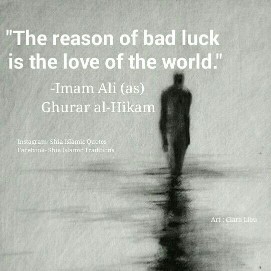 "The reason of bad luck
is the love of the world."
-Imam Ali (as)
Ghurar al-Hikam
Instagram: Shia Islamic Quotes
Facebook: Shia Islamic Traditions
Art :